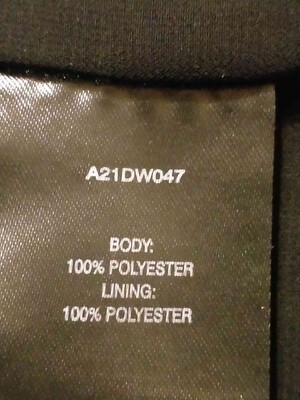 A21DW047
BODY:
100% POLYESTER
LINING:
100% POLYESTER